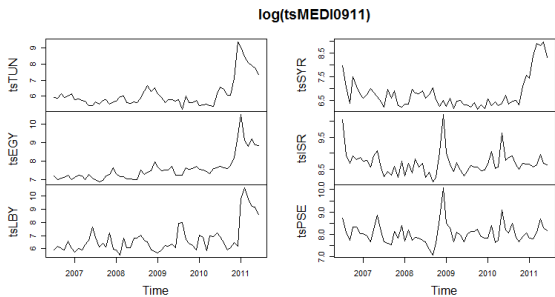 log(tsMEDI0911)
tsTUN
6 7 8 9
tsEGY
7 8 9 10
tsLBY
6 7 8 9 10
2007 2008 2009 2010 2011
Time
tsSYR
6.5 7.5 8.5
tsISR
8.5 9.5
tsPSE
7.0 8.0 9.0 10.0
2007 2008 2009 2010 2011
Time